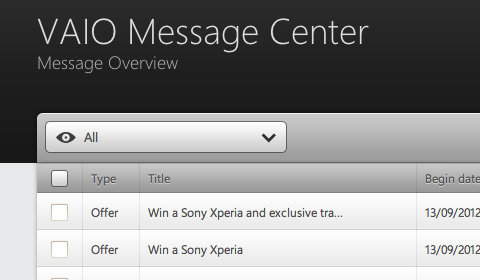 VAIO Message Center
Message Overview
All
Type Title Begin date
Offer Win a Sony Xperia and exclusive tra... 13/09/2012
Offer Win a Sony Xperia 13/09/2012